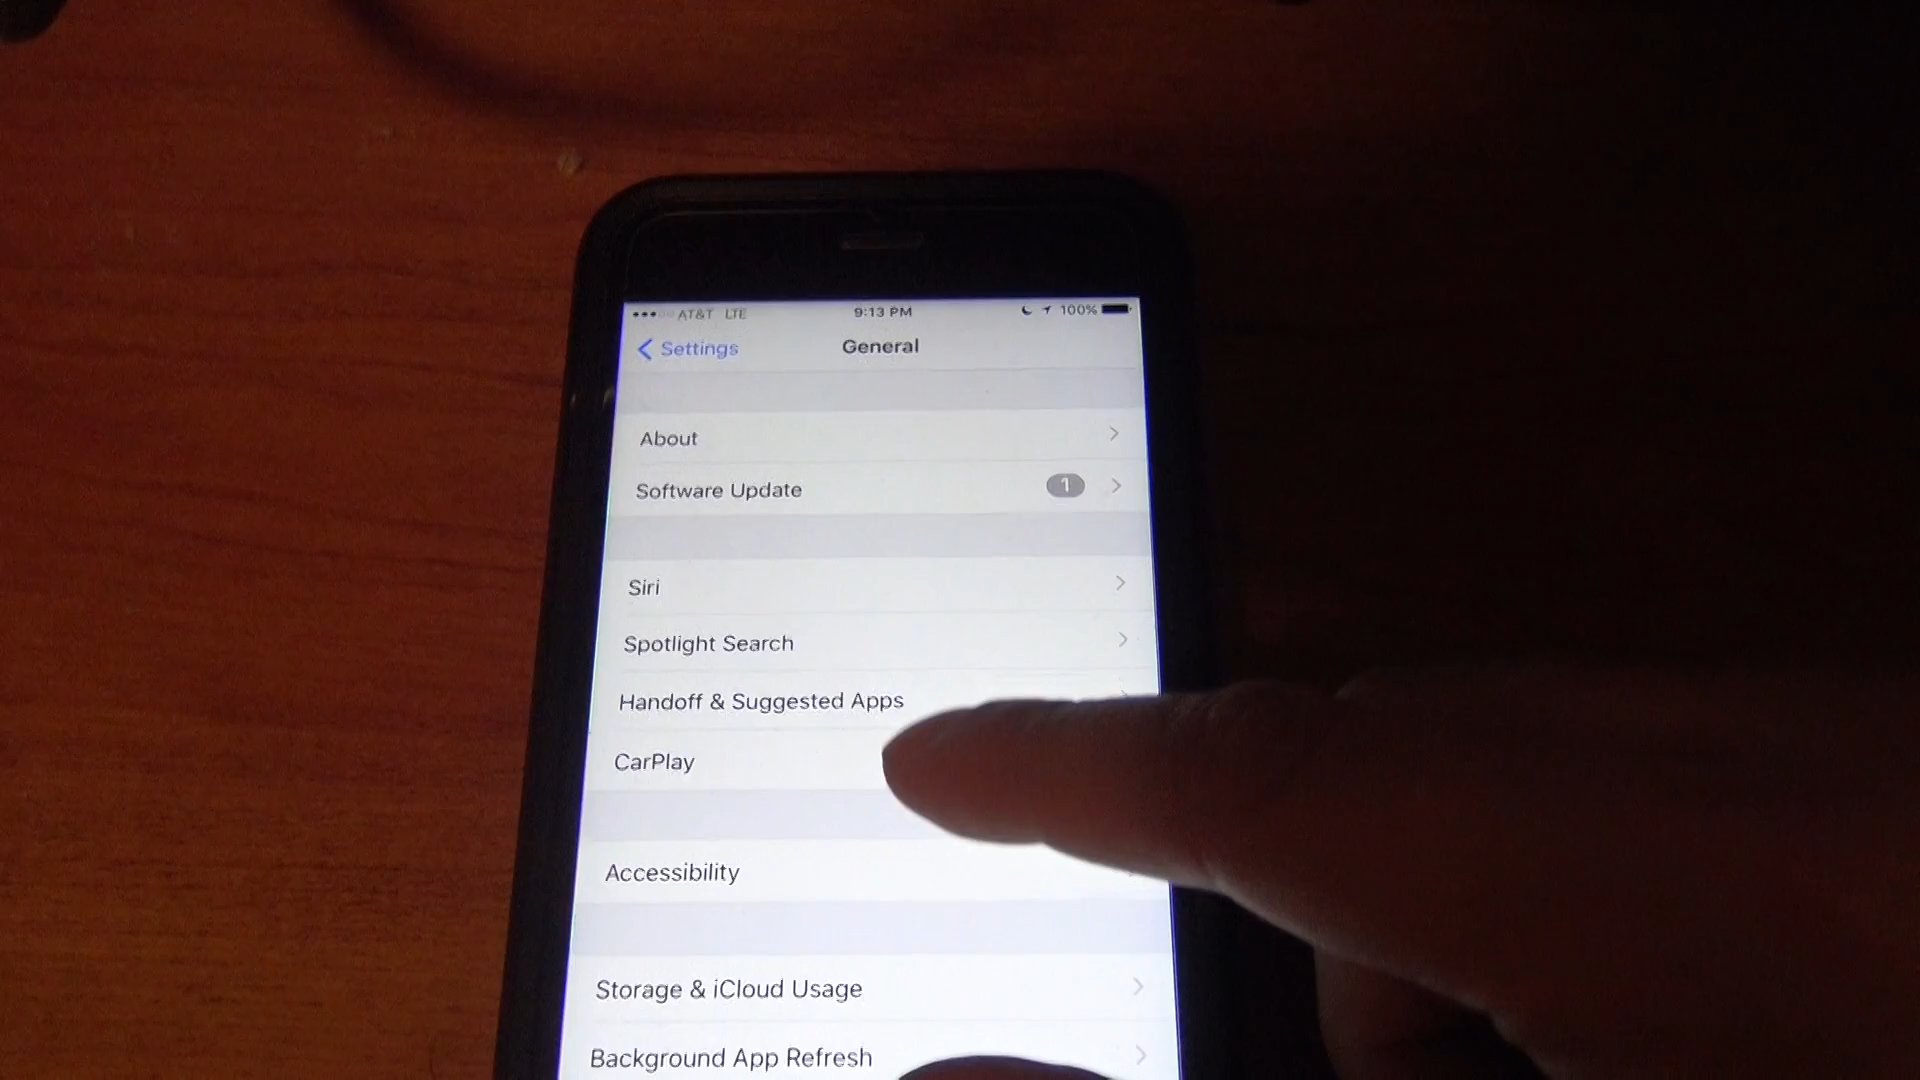 AT&T LTE 9:13 PM 100%
Settings General
About
Software Update 1
Siri
Spotlight Search
Handoff & Suggested Apps
CarPlay
Accessibility
Storage & iCloud Usage
Background App Refresh